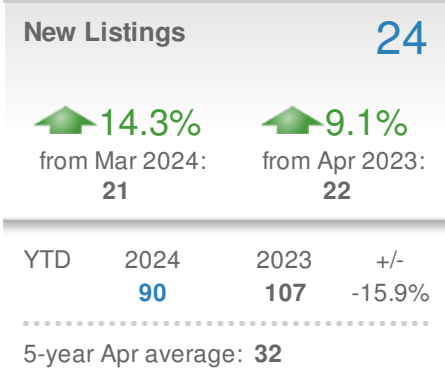 New Listings 24
14.3% 9.1%
from Mar 2024: from Apr 2023:
21 22
YTD 2024 2023 +/-
90 107 -15.9%
5-year Apr average: 32